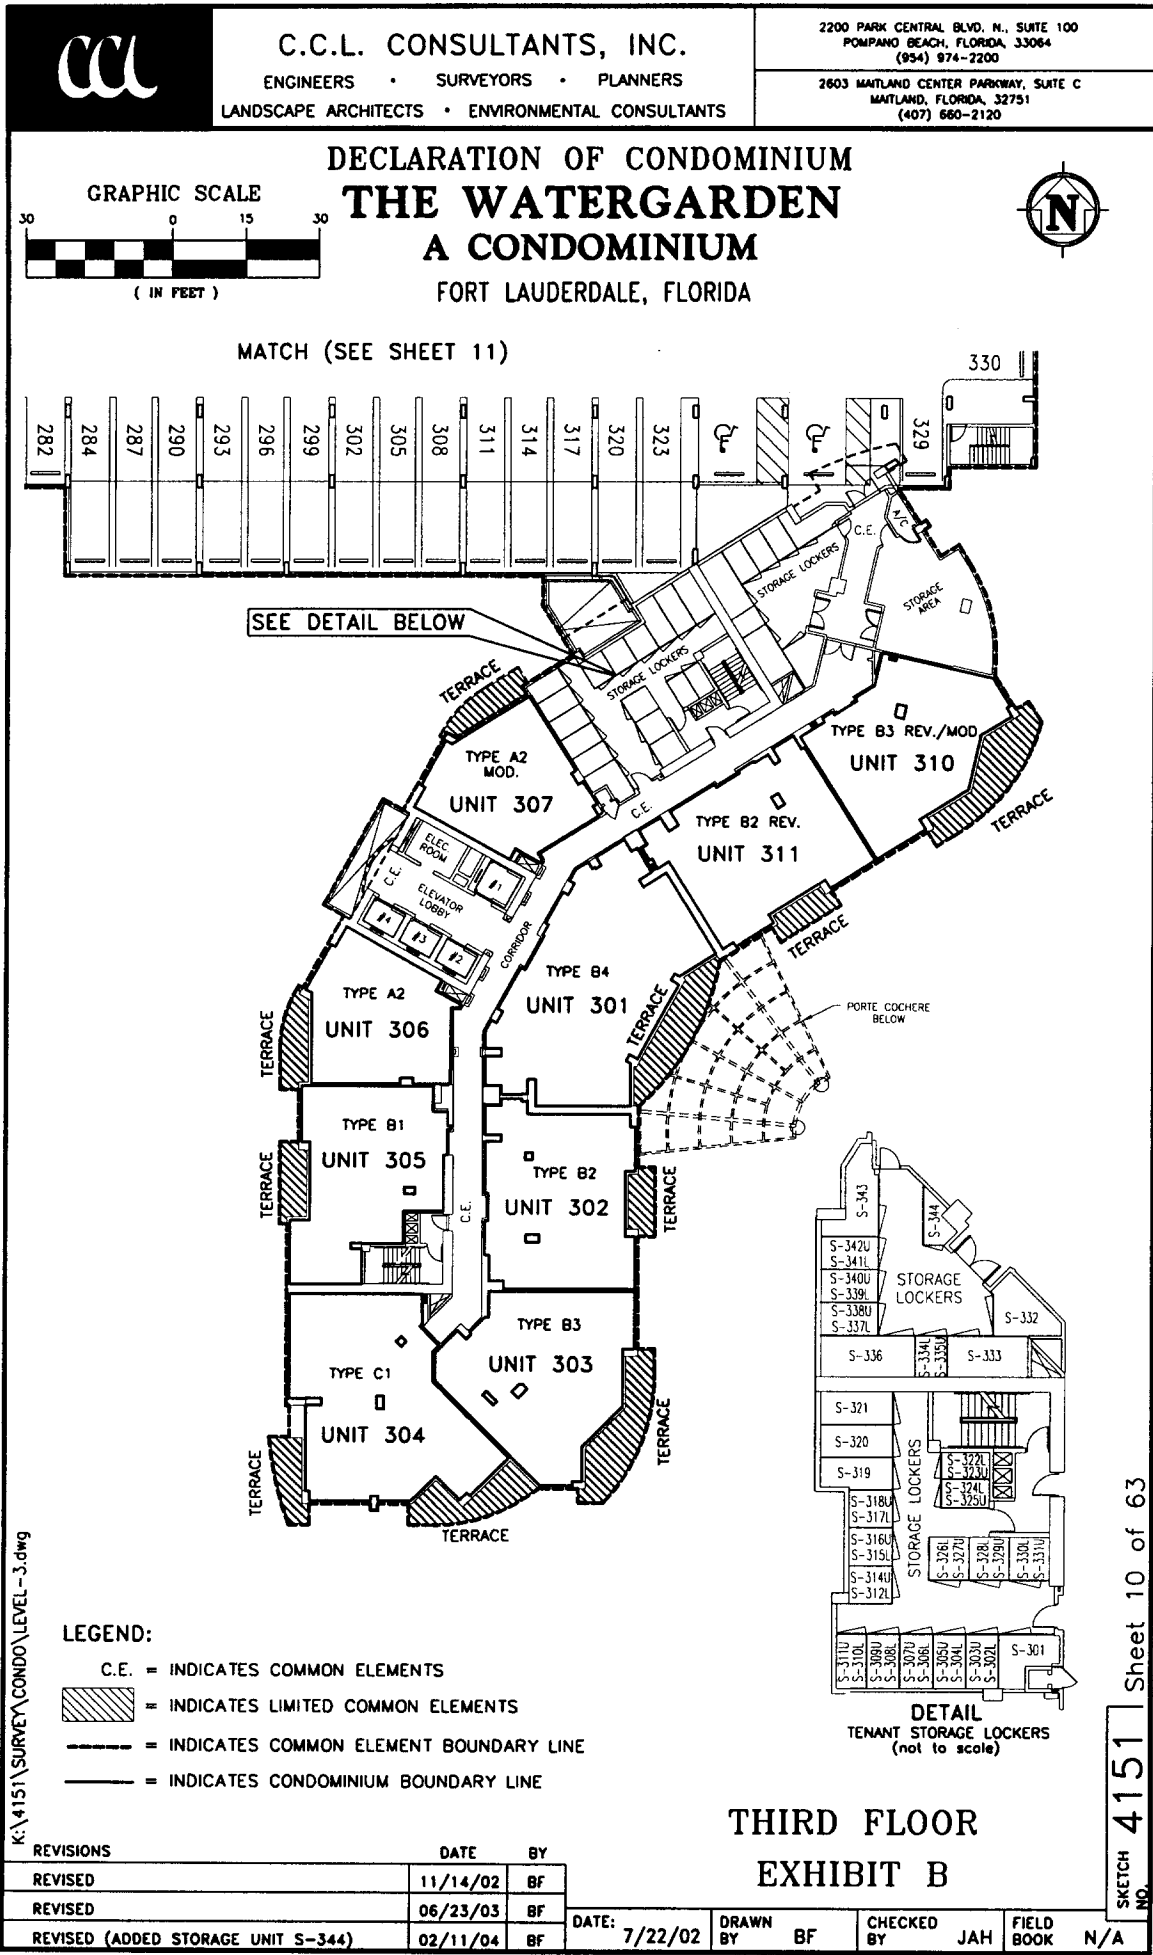 CCL
C.C.L. CONSULTANTS, INC.
ENGINEERS • SURVEYORS • PLANNERS
LANDSCAPE ARCHITECTS • ENVIRONMENTAL CONSULTANTS
2200 PARK CENTRAL BLVD. N., SUITE 100
POMPANO BEACH, FLORIDA, 33064
(954) 974-2200
2603 MAITLAND CENTER PARKWAY, SUITE C
MAITLAND, FLORIDA, 32751
(407) 660-2120
DECLARATION OF CONDOMINIUM
THE WATERGARDEN
A CONDOMINIUM
FORT LAUDERDALE, FLORIDA
GRAPHIC SCALE
30 0 15 30
( IN FEET )
N
MATCH (SEE SHEET 11)
330
282 284 287 290 293 296 299 302 305 308 311 314 317 320 323 329
C.E.
A/C
STORAGE LOCKERS
STORAGE
AREA
SEE DETAIL BELOW
STORAGE LOCKERS
TERRACE
TYPE A2
MOD.
UNIT 307
TYPE B3 REV./MOD
UNIT 310
TERRACE
C.E.
TYPE B2 REV.
UNIT 311
TERRACE
ELEC.
ROOM
C.E.
ELEVATOR
LOBBY
#1
#4
#3
#2
CORRIDOR
TYPE B4
UNIT 301
TERRACE
PORTE COCHERE
BELOW
TYPE A2
UNIT 306
TERRACE
TYPE B1
UNIT 305
TERRACE
C.E.
TYPE B2
UNIT 302
TERRACE
TYPE B3
UNIT 303
TERRACE
TYPE C1
UNIT 304
TERRACE
TERRACE
S-343
S-344
S-342U
S-341L
S-340U
S-339L
S-338U
S-337L
STORAGE
LOCKERS
S-332
S-336
S-334L
S-335U
S-333
S-321
S-320
S-319
S-318U
S-317L
S-316U
S-315L
S-314U
S-312L
STORAGE LOCKERS
S-322L
S-323U
S-324L
S-325U
S-326L
S-327U
S-328L
S-329U
S-330L
S-331U
S-311U
S-310L
S-309U
S-308L
S-307U
S-306L
S-305U
S-304L
S-303U
S-302L
S-301
DETAIL
TENANT STORAGE LOCKERS
(not to scale)
LEGEND:
C.E. = INDICATES COMMON ELEMENTS
= INDICATES LIMITED COMMON ELEMENTS
= INDICATES COMMON ELEMENT BOUNDARY LINE
= INDICATES CONDOMINIUM BOUNDARY LINE
K:\4151\SURVEY\CONDO\LEVEL-3.dwg
THIRD FLOOR
EXHIBIT B
SKETCH NO. 4151 Sheet 10 of 63
REVISIONS DATE BY
REVISED 11/14/02 BF
REVISED 06/23/03 BF
REVISED (ADDED STORAGE UNIT S-344) 02/11/04 BF
DATE: 7/22/02
DRAWN BY BF
CHECKED BY JAH
FIELD BOOK N/A